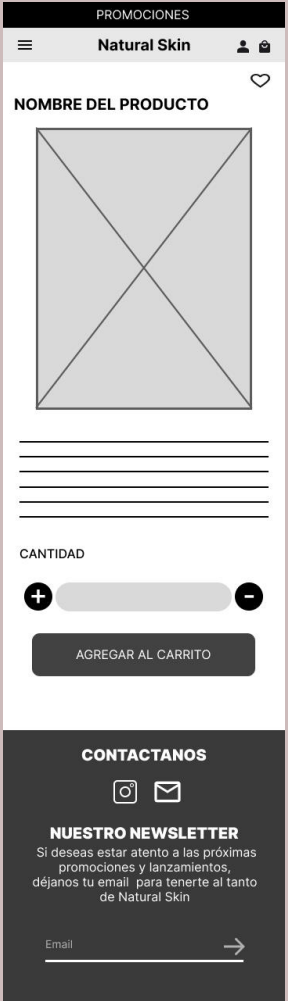 PROMOCIONES
Natural Skin
NOMBRE DEL PRODUCTO
CANTIDAD
+ -
AGREGAR AL CARRITO
CONTACTANOS
NUESTRO NEWSLETTER
Si deseas estar atento a las próximas
promociones y lanzamientos,
déjanos tu email para tenerte al tanto
de Natural Skin
Email